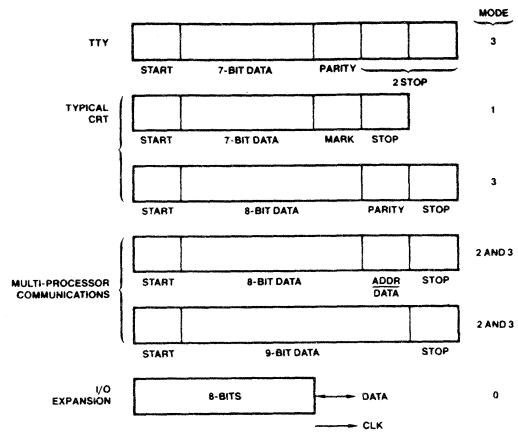 MODE
TTY
3
START 7-BIT DATA PARITY
2 STOP
TYPICAL
CRT
1
START 7-BIT DATA MARK STOP
3
START 8-BIT DATA PARITY STOP
2 AND 3
MULTI-PROCESSOR
COMMUNICATIONS
START 8-BIT DATA ADDR STOP
DATA
2 AND 3
START 9-BIT DATA STOP
I/O
EXPANSION
8-BITS
DATA
0
CLK